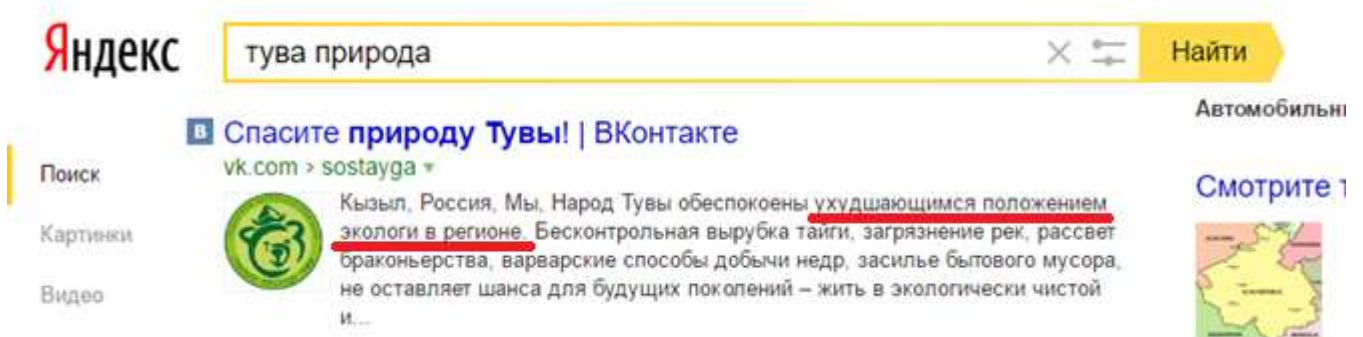 Яндекс
тува природа
Найти
Автомобильн
Спасите природу Тувы! | ВКонтакте
vk.com › sostayga
Поиск
Смотрите т
Кызыл, Россия, Мы, Народ Тувы обеспокоены ухудшающимся положением
Картинки
экологи в регионе. Бесконтрольная вырубка тайги, загрязнение рек, рассвет
браконьерства, варварские способы добычи недр, засилье бытового мусора,
Видео
не оставляет шанса для будущих поколений – жить в экологически чистой
и...